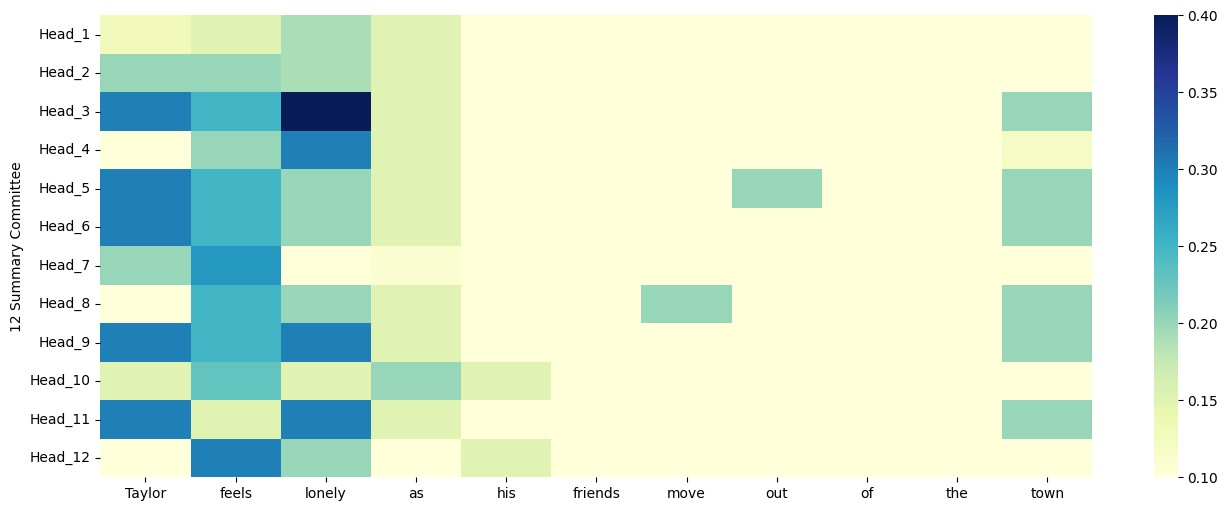 12 Summary Committee
Head_1
Head_2
Head_3
Head_4
Head_5
Head_6
Head_7
Head_8
Head_9
Head_10
Head_11
Head_12
Taylor feels lonely as his friends move out of the town
0.40
0.35
0.30
0.25
0.20
0.15
0.10